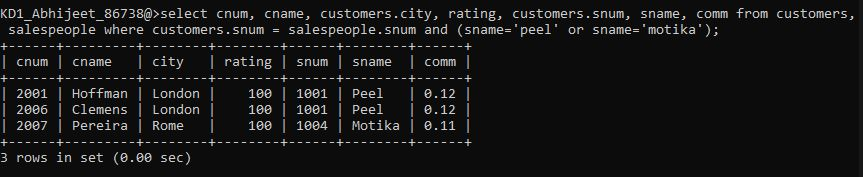 KD1_Abhijeet_86738@>select cnum, cname, customers.city, rating, customers.snum, sname, comm from customers,
 salespeople where customers.snum = salespeople.snum and (sname='peel' or sname='motika');
+------+---------+--------+--------+------+--------+------+
| cnum | cname   | city   | rating | snum | sname  | comm |
+------+---------+--------+--------+------+--------+------+
| 2001 | Hoffman | London |    100 | 1001 | Peel   | 0.12 |
| 2006 | Clemens | London |    100 | 1001 | Peel   | 0.12 |
| 2007 | Pereira | Rome   |    100 | 1004 | Motika | 0.11 |
+------+---------+--------+--------+------+--------+------+
3 rows in set (0.00 sec)